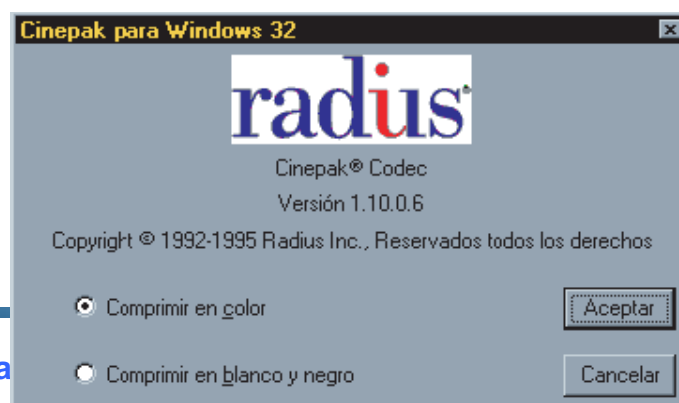 Cinepak para Windows 32
radius
Cinepak® Codec
Versión 1.10.0.6
Copyright © 1992-1995 Radius Inc., Reservados todos los derechos
Comprimir en color
Aceptar
a
Comprimir en blanco y negro
Cancelar